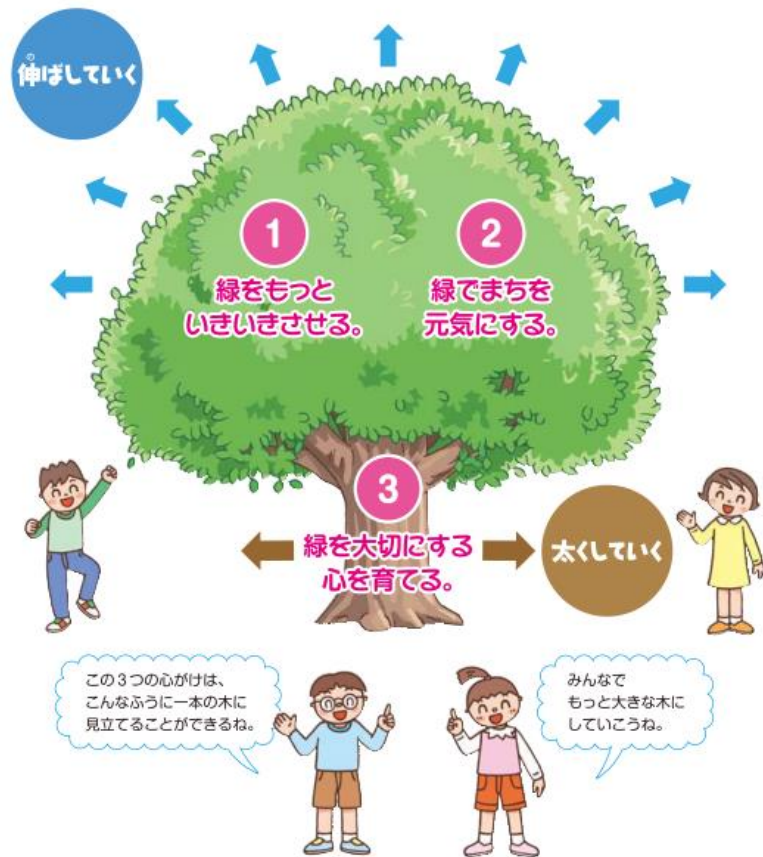 の
伸ばしていく
1
緑をもっと
いきいきさせる。
2
緑でまちを
元気にする。
3
緑を大切にする
心を育てる。
太くしていく
この3つの心がけは、
こんなふうに一本の木に
見立てることができるね。
みんなで
もっと大きな木に
していこうね。